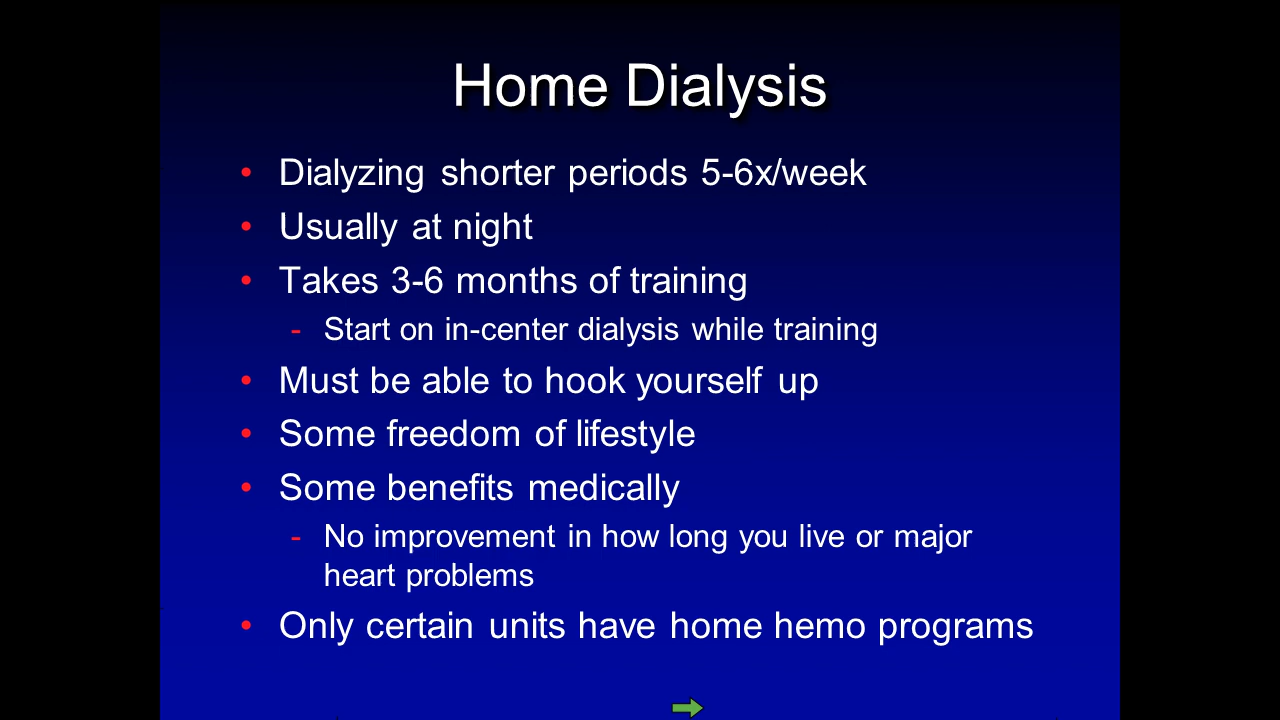 Home Dialysis
• Dialyzing shorter periods 5-6x/week
• Usually at night
• Takes 3-6 months of training
- Start on in-center dialysis while training
• Must be able to hook yourself up
• Some freedom of lifestyle
• Some benefits medically
- No improvement in how long you live or major
heart problems
• Only certain units have home hemo programs